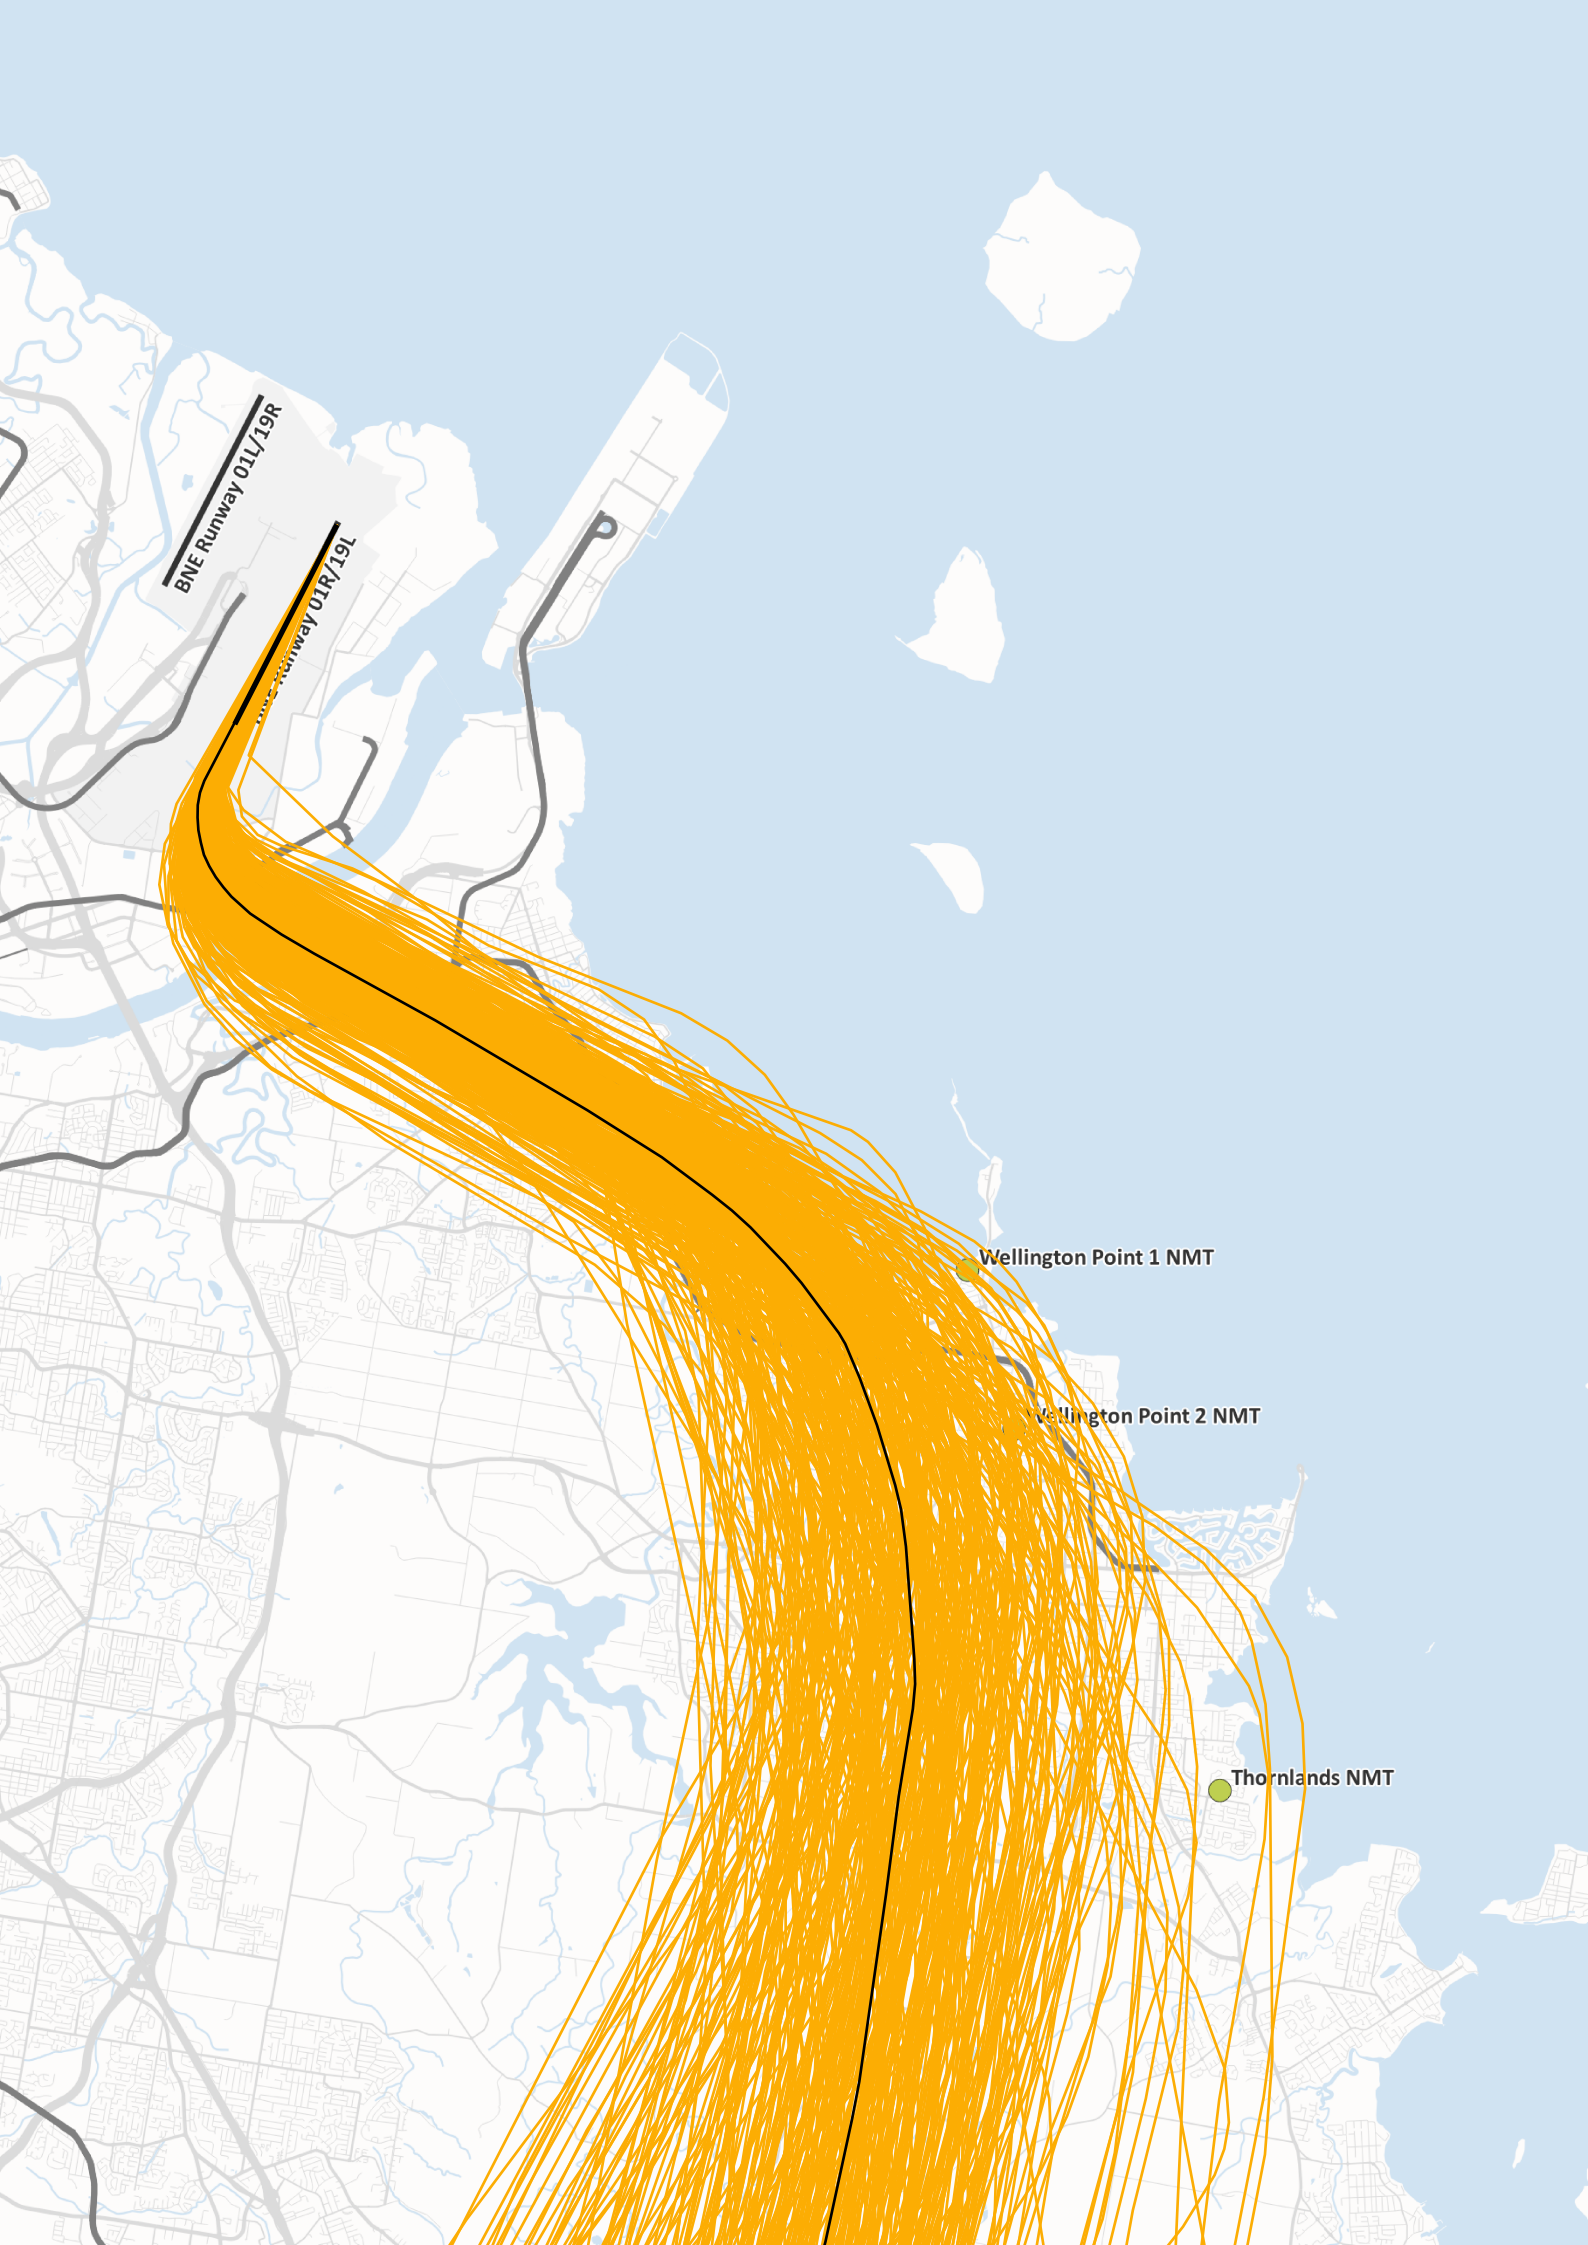 BNE Runway 01L/19R
Runway 01R/19L
Wellington Point 1 NMT
Wellington Point 2 NMT
Thornlands NMT